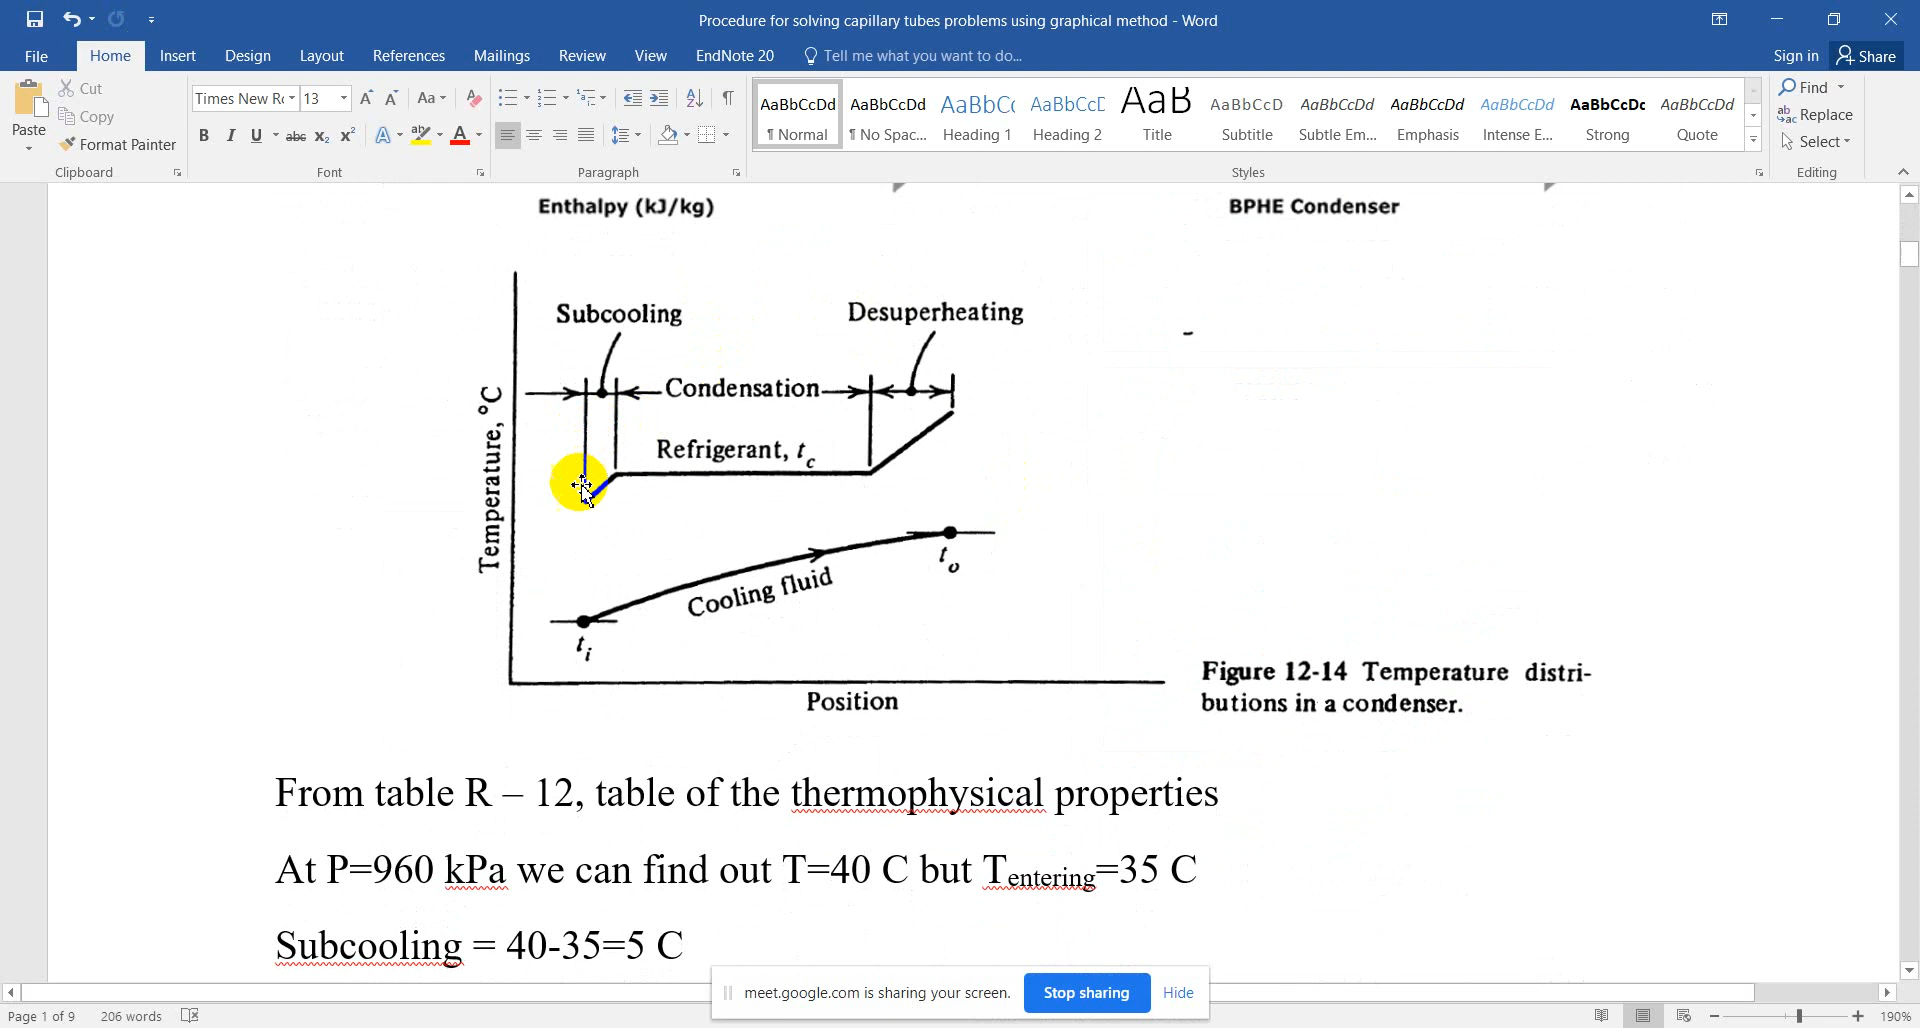 Procedure for solving capillary tubes problems using graphical method - Word
File Home Insert Design Layout References Mailings Review View EndNote 20 Tell me what you want to do... Sign in Share
Paste Cut Copy Format Painter
Clipboard
Times New Ro 13 Aa
B I U abc X₂ X² A ab A
Font
Paragraph
AaBbCcDd AaBbCcDd AaBbCc AaBbCcE AaB AaBbCcD AaBbCcDd AaBbCcDd AaBbCcDd AaBbCcDc AaBbCcDd
¶ Normal ¶ No Spac... Heading 1 Heading 2 Title Subtitle Subtle Em... Emphasis Intense E... Strong Quote
Styles
Find
Replace
Select
Editing
Enthalpy (kJ/kg) BPHE Condenser
Subcooling Desuperheating
Condensation
Refrigerant, tc
Temperature, °C
to
Cooling fluid
ti
Position
Figure 12-14 Temperature distri-
butions in a condenser.
From table R – 12, table of the thermophysical properties
At P=960 kPa we can find out T=40 C but Tentering=35 C
Subcooling = 40-35=5 C
meet.google.com is sharing your screen. Stop sharing Hide
Page 1 of 9 206 words 190%